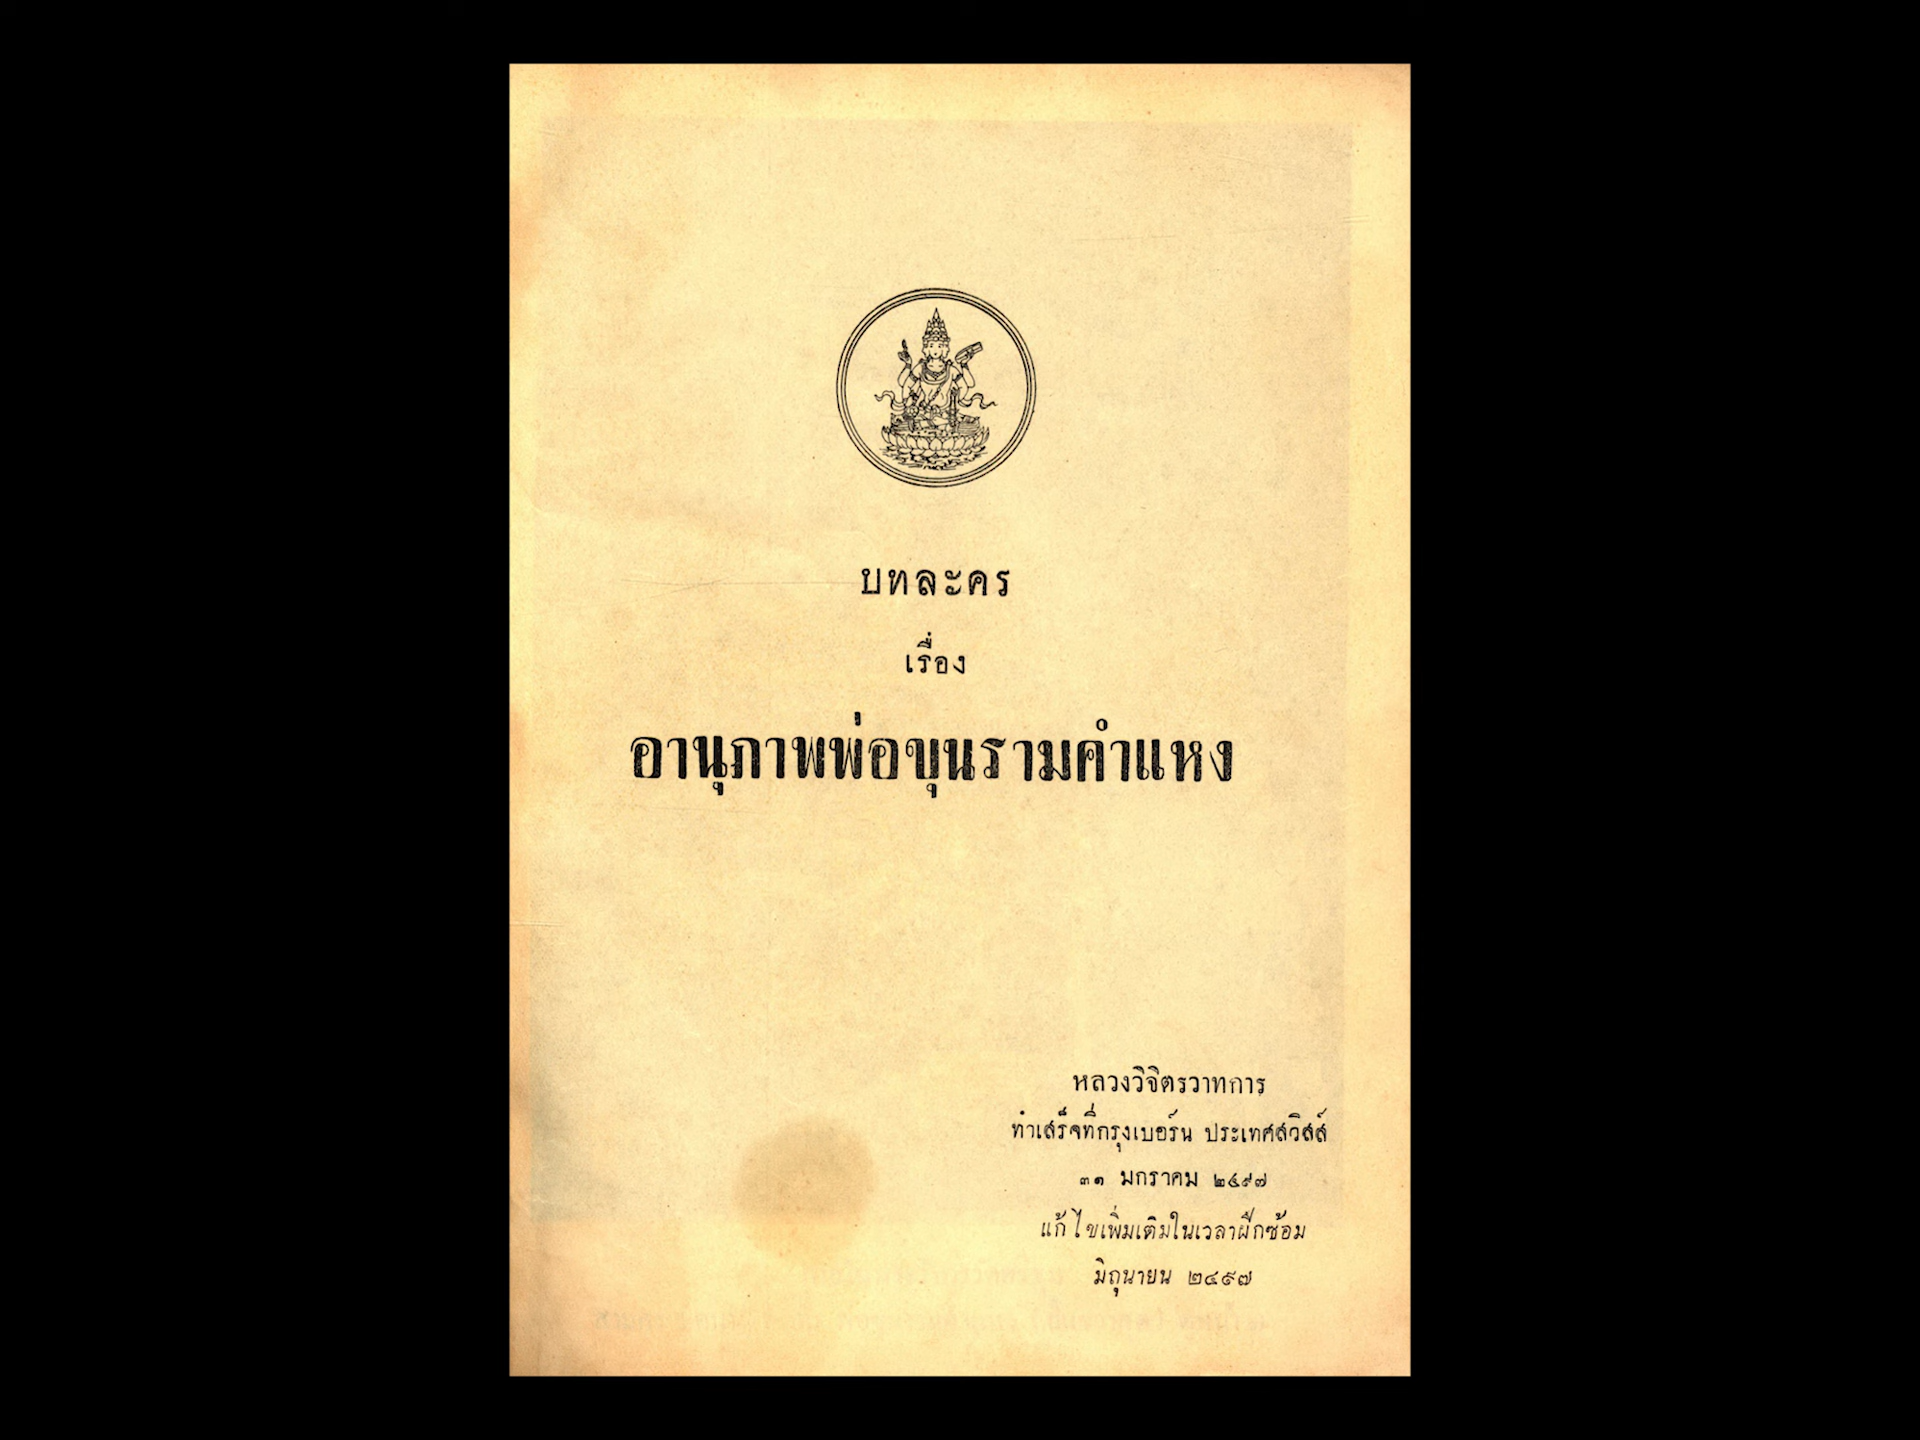 บทละคร
เรื่อง
อานุภาพพ่อขุนรามคำแหง
หลวงวิจิตรวาทการ
ทำเสร็จที่กรุงเบอร์น ประเทศสวิสส์
๓๑ มกราคม ๒๔๙๗
แก้ไขเพิ่มเติมในเวลาฝึกซ้อม
มิถุนายน ๒๔๙๗